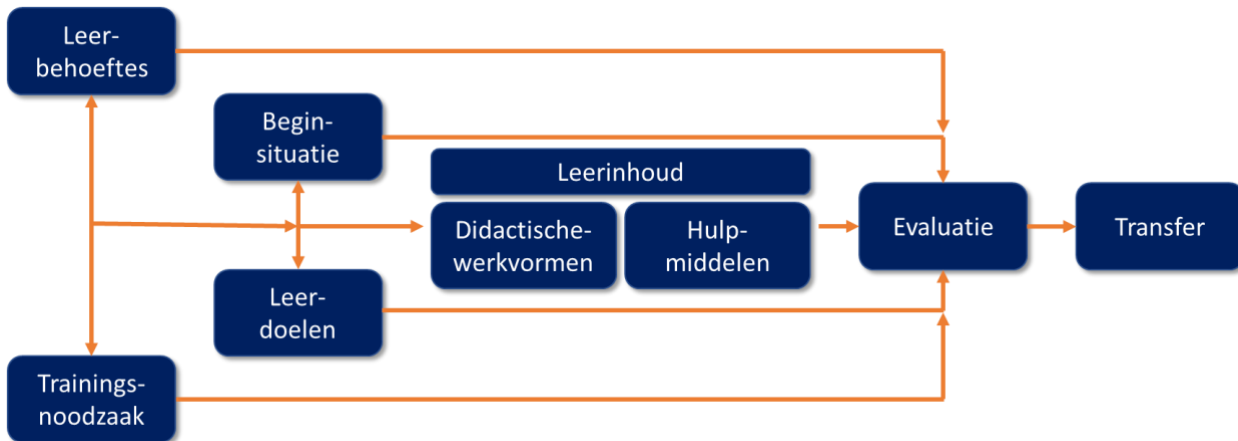 Leer-
behoeftes
Begin-
situatie
Leerinhoud
Didactische-
werkvormen
Hulp-
middelen
Evaluatie
Transfer
Leer-
doelen
Trainings-
noodzaak